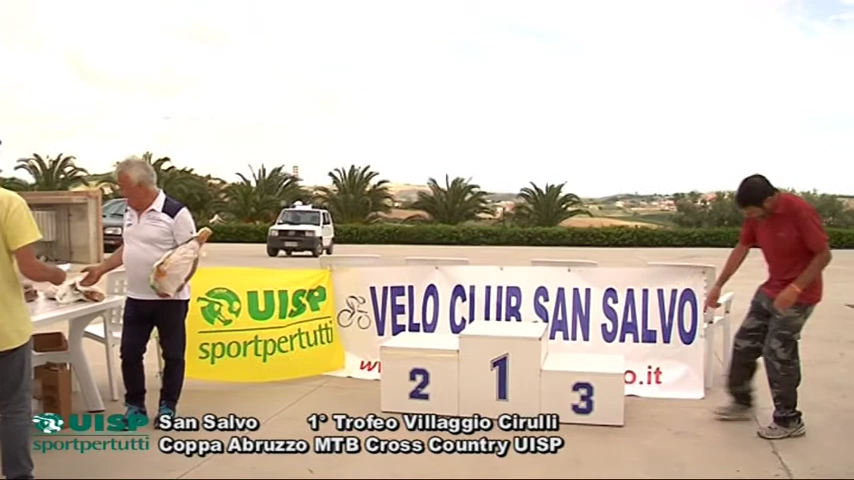 UISP
sportpertutti
VELO CLUB SAN SALVO
o.it
2
1
3
UISP
sportpertutti
San Salvo 1° Trofeo Villaggio Cirulli
Coppa Abruzzo MTB Cross Country UISP